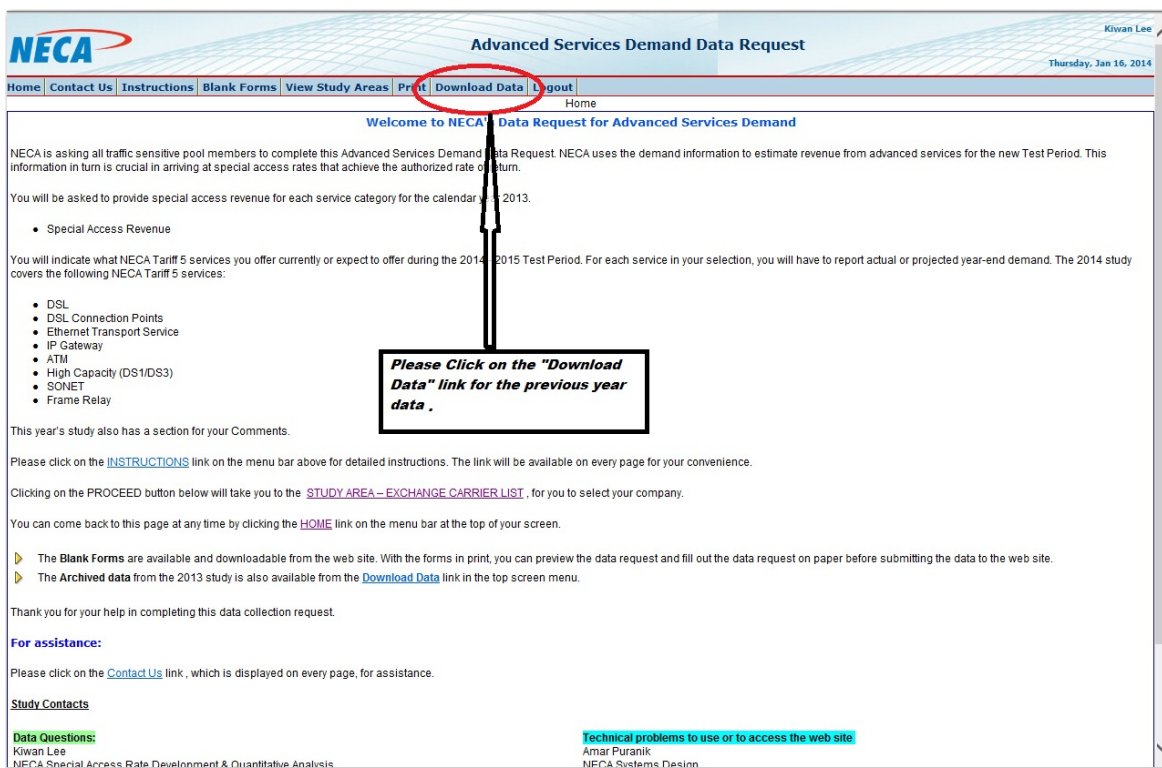 NECA
Advanced Services Demand Data Request
Kiwan Lee
Thursday, Jan 16, 2014
Home Contact Us Instructions Blank Forms View Study Areas Print Download Data Logout
Home
Welcome to NECA's Data Request for Advanced Services Demand
NECA is asking all traffic sensitive pool members to complete this Advanced Services Demand Data Request. NECA uses the demand information to estimate revenue from advanced services for the new Test Period. This
information in turn is crucial in arriving at special access rates that achieve the authorized rate of return.
You will be asked to provide special access revenue for each service category for the calendar year 2013.
• Special Access Revenue
You will indicate what NECA Tariff 5 services you offer currently or expect to offer during the 2014 - 2015 Test Period. For each service in your selection, you will have to report actual or projected year-end demand. The 2014 study
covers the following NECA Tariff 5 services:
• DSL
• DSL Connection Points
• Ethernet Transport Service
• IP Gateway
• ATM
• High Capacity (DS1/DS3)
• SONET
• Frame Relay
Please Click on the "Download
Data" link for the previous year
data .
This year's study also has a section for your Comments.
Please click on the INSTRUCTIONS link on the menu bar above for detailed instructions. The link will be available on every page for your convenience.
Clicking on the PROCEED button below will take you to the STUDY AREA – EXCHANGE CARRIER LIST , for you to select your company.
You can come back to this page at any time by clicking the HOME link on the menu bar at the top of your screen.
The Blank Forms are available and downloadable from the web site. With the forms in print, you can preview the data request and fill out the data request on paper before submitting the data to the web site.
The Archived data from the 2013 study is also available from the Download Data link in the top screen menu.
Thank you for your help in completing this data collection request.
For assistance:
Please click on the Contact Us link , which is displayed on every page, for assistance.
Study Contacts
Data Questions:
Technical problems to use or to access the web site
Kiwan Lee
Amar Puranik
NECA Special Access Rate Development & Quantitative Analysis
NECA Systems Design